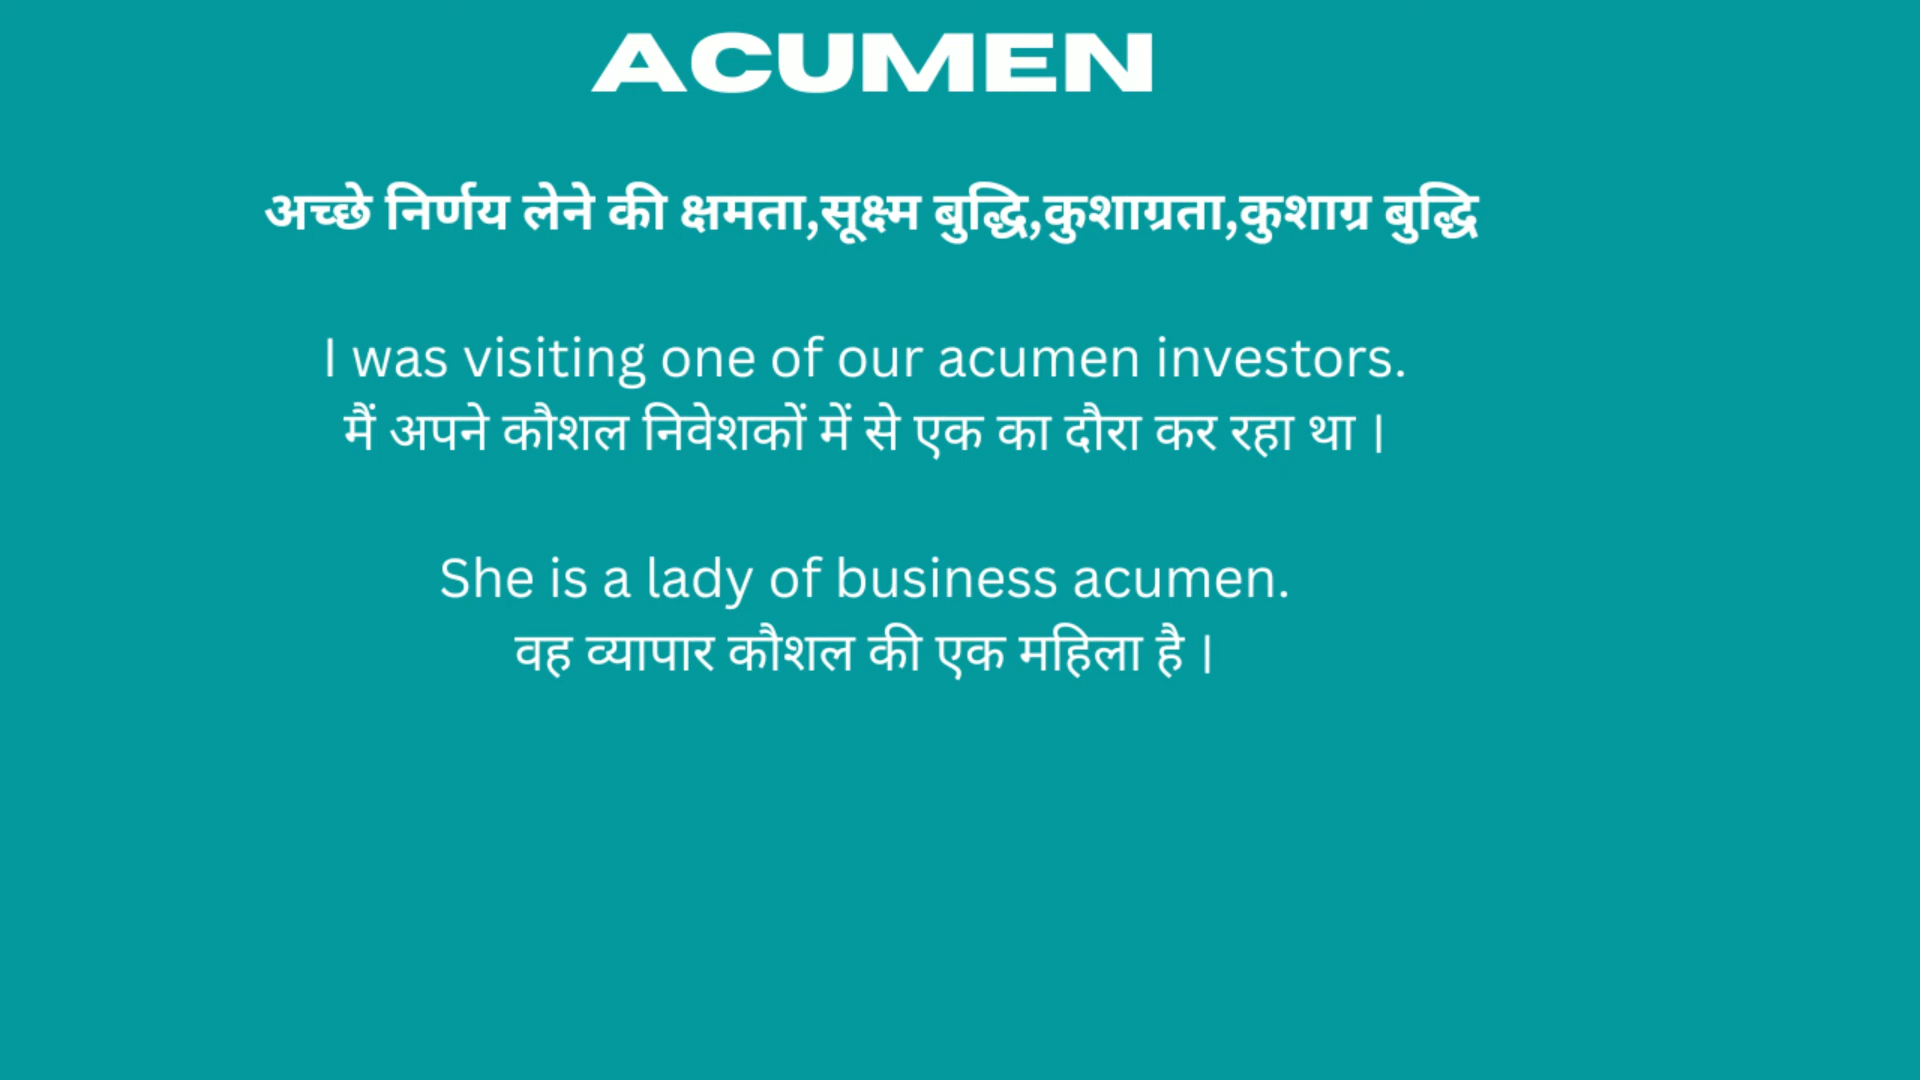 ACUMEN
अच्छे निर्णय लेने की क्षमता,सूक्ष्म बुद्धि,कुशाग्रता,कुशाग्र बुद्धि
I was visiting one of our acumen investors.
मैं अपने कौशल निवेशकों में से एक का दौरा कर रहा था |
She is a lady of business acumen.
वह व्यापार कौशल की एक महिला है |